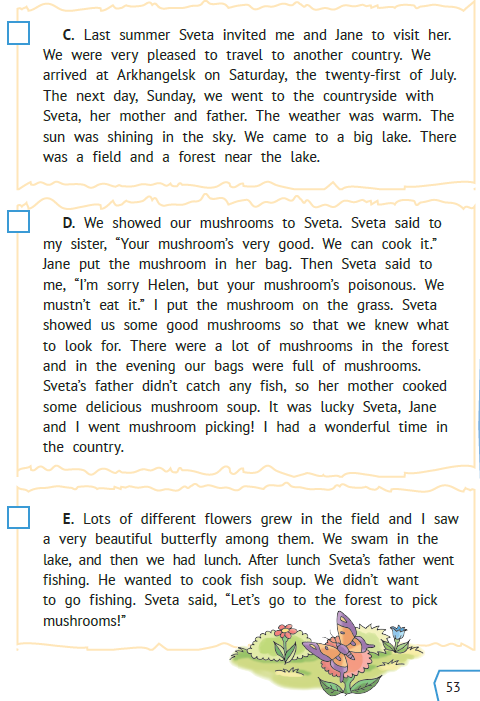 C. Last summer Sveta invited me and Jane to visit her.
We were very pleased to travel to another country. We
arrived at Arkhangelsk on Saturday, the twenty-first of July.
The next day, Sunday, we went to the countryside with
Sveta, her mother and father. The weather was warm. The
sun was shining in the sky. We came to a big lake. There
was a field and a forest near the lake.
D. We showed our mushrooms to Sveta. Sveta said to
my sister, “Your mushroom’s very good. We can cook it.”
Jane put the mushroom in her bag. Then Sveta said to
me, “I’m sorry Helen, but your mushroom’s poisonous. We
mustn’t eat it.” I put the mushroom on the grass. Sveta
showed us some good mushrooms so that we knew what
to look for. There were a lot of mushrooms in the forest
and in the evening our bags were full of mushrooms.
Sveta’s father didn’t catch any fish, so her mother cooked
some delicious mushroom soup. It was lucky Sveta, Jane
and I went mushroom picking! I had a wonderful time in
the country.
E. Lots of different flowers grew in the field and I saw
a very beautiful butterfly among them. We swam in the
lake, and then we had lunch. After lunch Sveta’s father went
fishing. He wanted to cook fish soup. We didn’t want
to go fishing. Sveta said, “Let’s go to the forest to pick
mushrooms!”
53